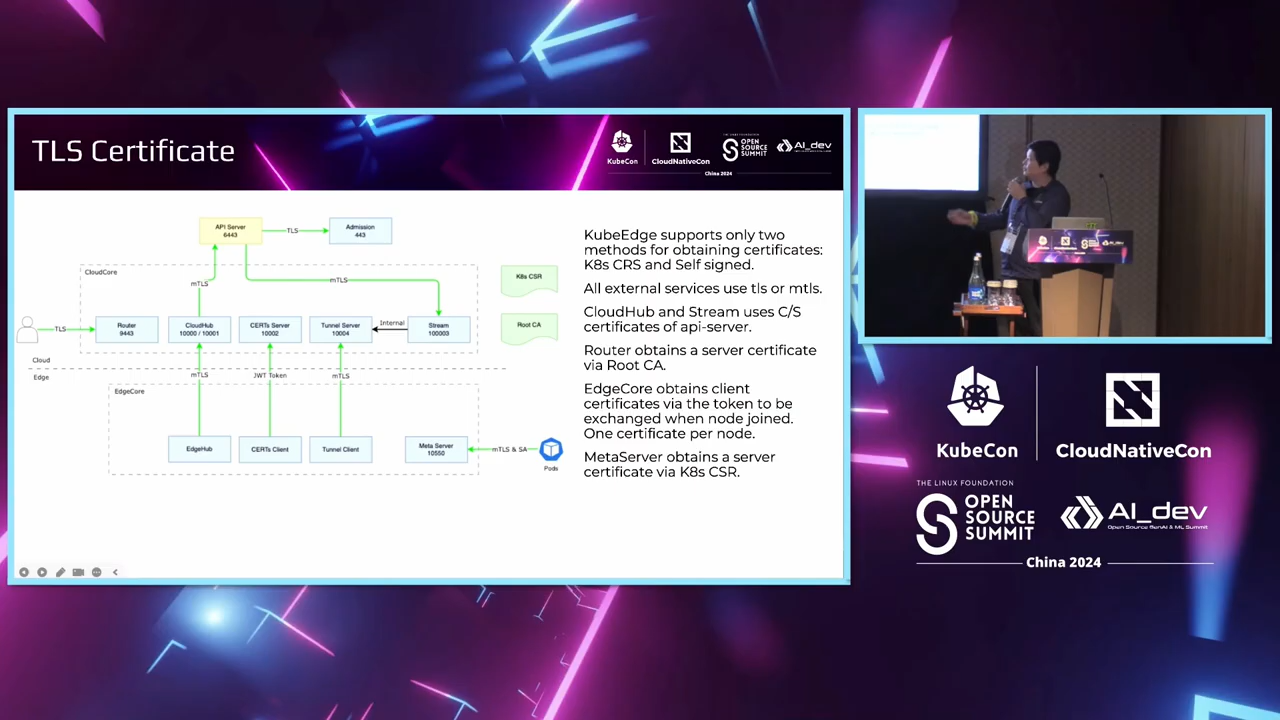 TLS Certificate
KubeCon
CloudNativeCon
OPEN
SOURCE
SUMMIT
AI_dev
China 2024
API Server
6443
TLS
Admission
443
CloudCore
mTLS
mTLS
K8s CSR
TLS
Router
9443
CloudHub
10000 / 10001
CERTs Server
10002
Tunnel Server
10004
Internal
Stream
100003
Root CA
Cloud
Edge
mTLS
JWT Token
mTLS
EdgeCore
EdgeHub
CERTs Client
Tunnel Client
Meta Server
10550
mTLS & SA
Pods
KubeEdge supports only two
methods for obtaining certificates:
K8s CRS and Self signed.
All external services use tls or mtls.
CloudHub and Stream uses C/S
certificates of api-server.
Router obtains a server certificate
via Root CA.
EdgeCore obtains client
certificates via the token to be
exchanged when node joined.
One certificate per node.
MetaServer obtains a server
certificate via K8s CSR.
KubeCon
CloudNativeCon
THE LINUX FOUNDATION
OPEN
SOURCE
SUMMIT
AI_dev
Open Source GenAI & ML Summit
China 2024